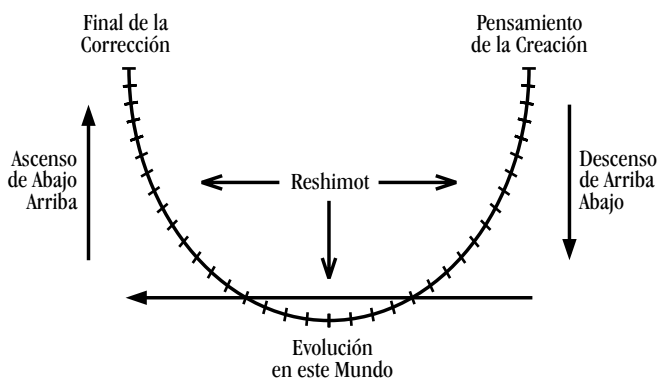 Final de la
Corrección
Pensamiento
de la Creación
Ascenso
de Abajo
Arriba
Reshimot
Descenso
de Arriba
Abajo
Evolución
en este Mundo